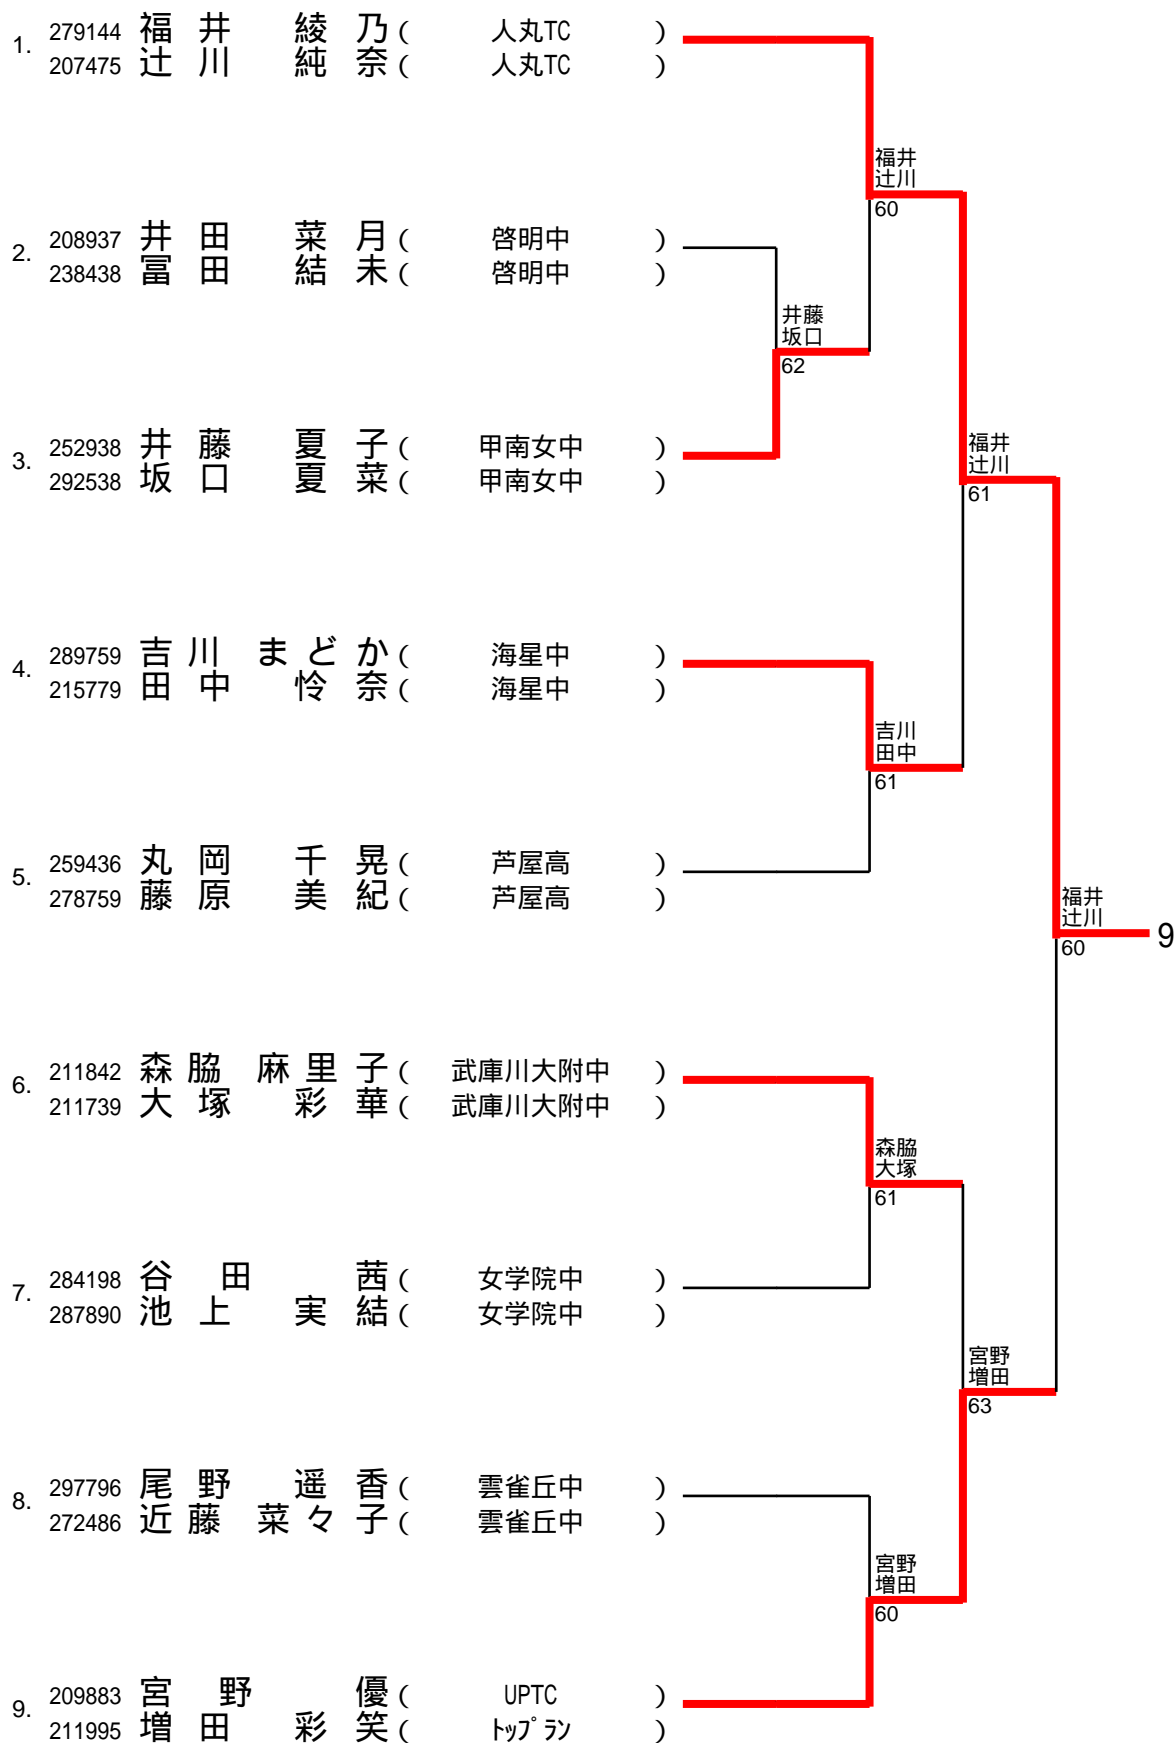 1. 279144 福井 綾乃 ( 人丸TC )
207475 辻川 純奈 ( 人丸TC )
福井
辻川
60
2. 208937 井田 菜月 ( 啓明中 )
238438 冨田 結未 ( 啓明中 )
井藤
坂口
62
3. 252938 井藤 夏子 ( 甲南女中 )
292538 坂口 夏菜 ( 甲南女中 )
福井
辻川
61
4. 289759 吉川 まどか ( 海星中 )
215779 田中 怜奈 ( 海星中 )
吉川
田中
61
5. 259436 丸岡 千晃 ( 芦屋高 )
278759 藤原 美紀 ( 芦屋高 )
福井
辻川
60
9
6. 211842 森脇 麻里子 ( 武庫川大附中 )
211739 大塚 彩華 ( 武庫川大附中 )
森脇
大塚
61
7. 284198 谷田 茜 ( 女学院中 )
287890 池上 実結 ( 女学院中 )
宮野
増田
63
8. 297796 尾野 遥香 ( 雲雀丘中 )
272486 近藤 菜々子 ( 雲雀丘中 )
宮野
増田
60
9. 209883 宮野 優 ( UPTC )
211995 増田 彩笑 ( ﾄｯﾌﾟﾗﾝ )